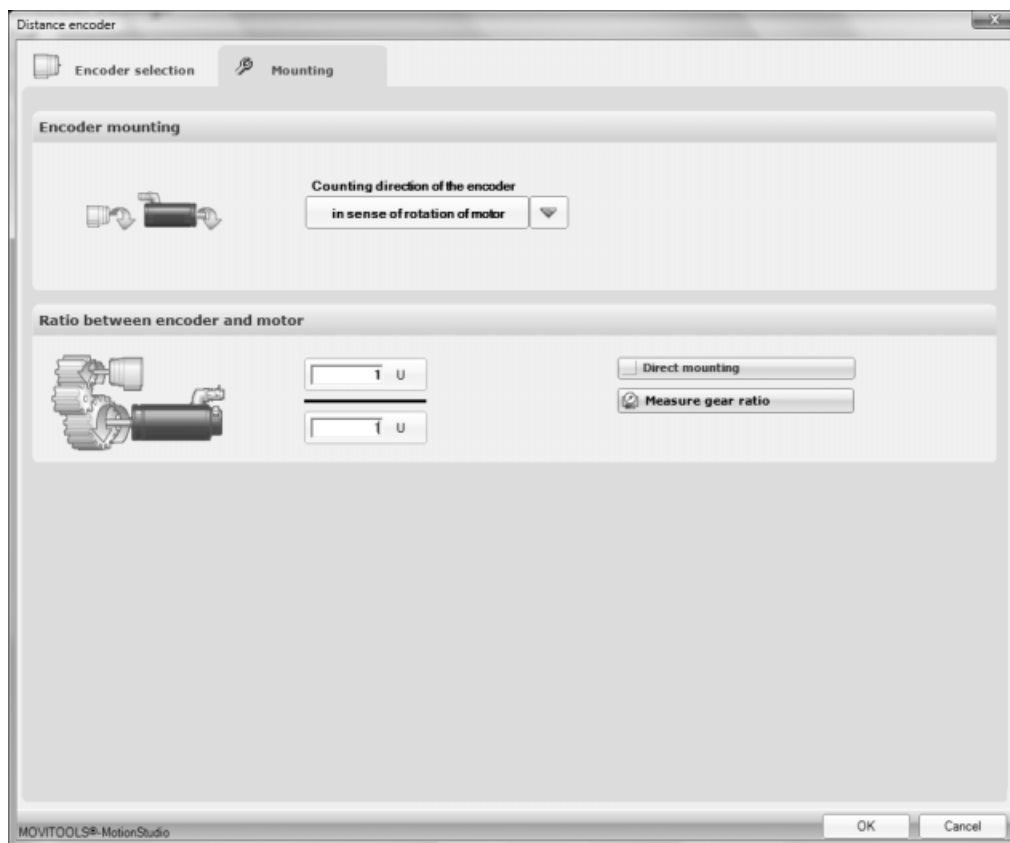 Distance encoder
Encoder selection
Mounting
Encoder mounting
Counting direction of the encoder
in sense of rotation of motor
Ratio between encoder and motor
1 U
1 U
Direct mounting
Measure gear ratio
MOVITOOLS®-MotionStudio
OK
Cancel